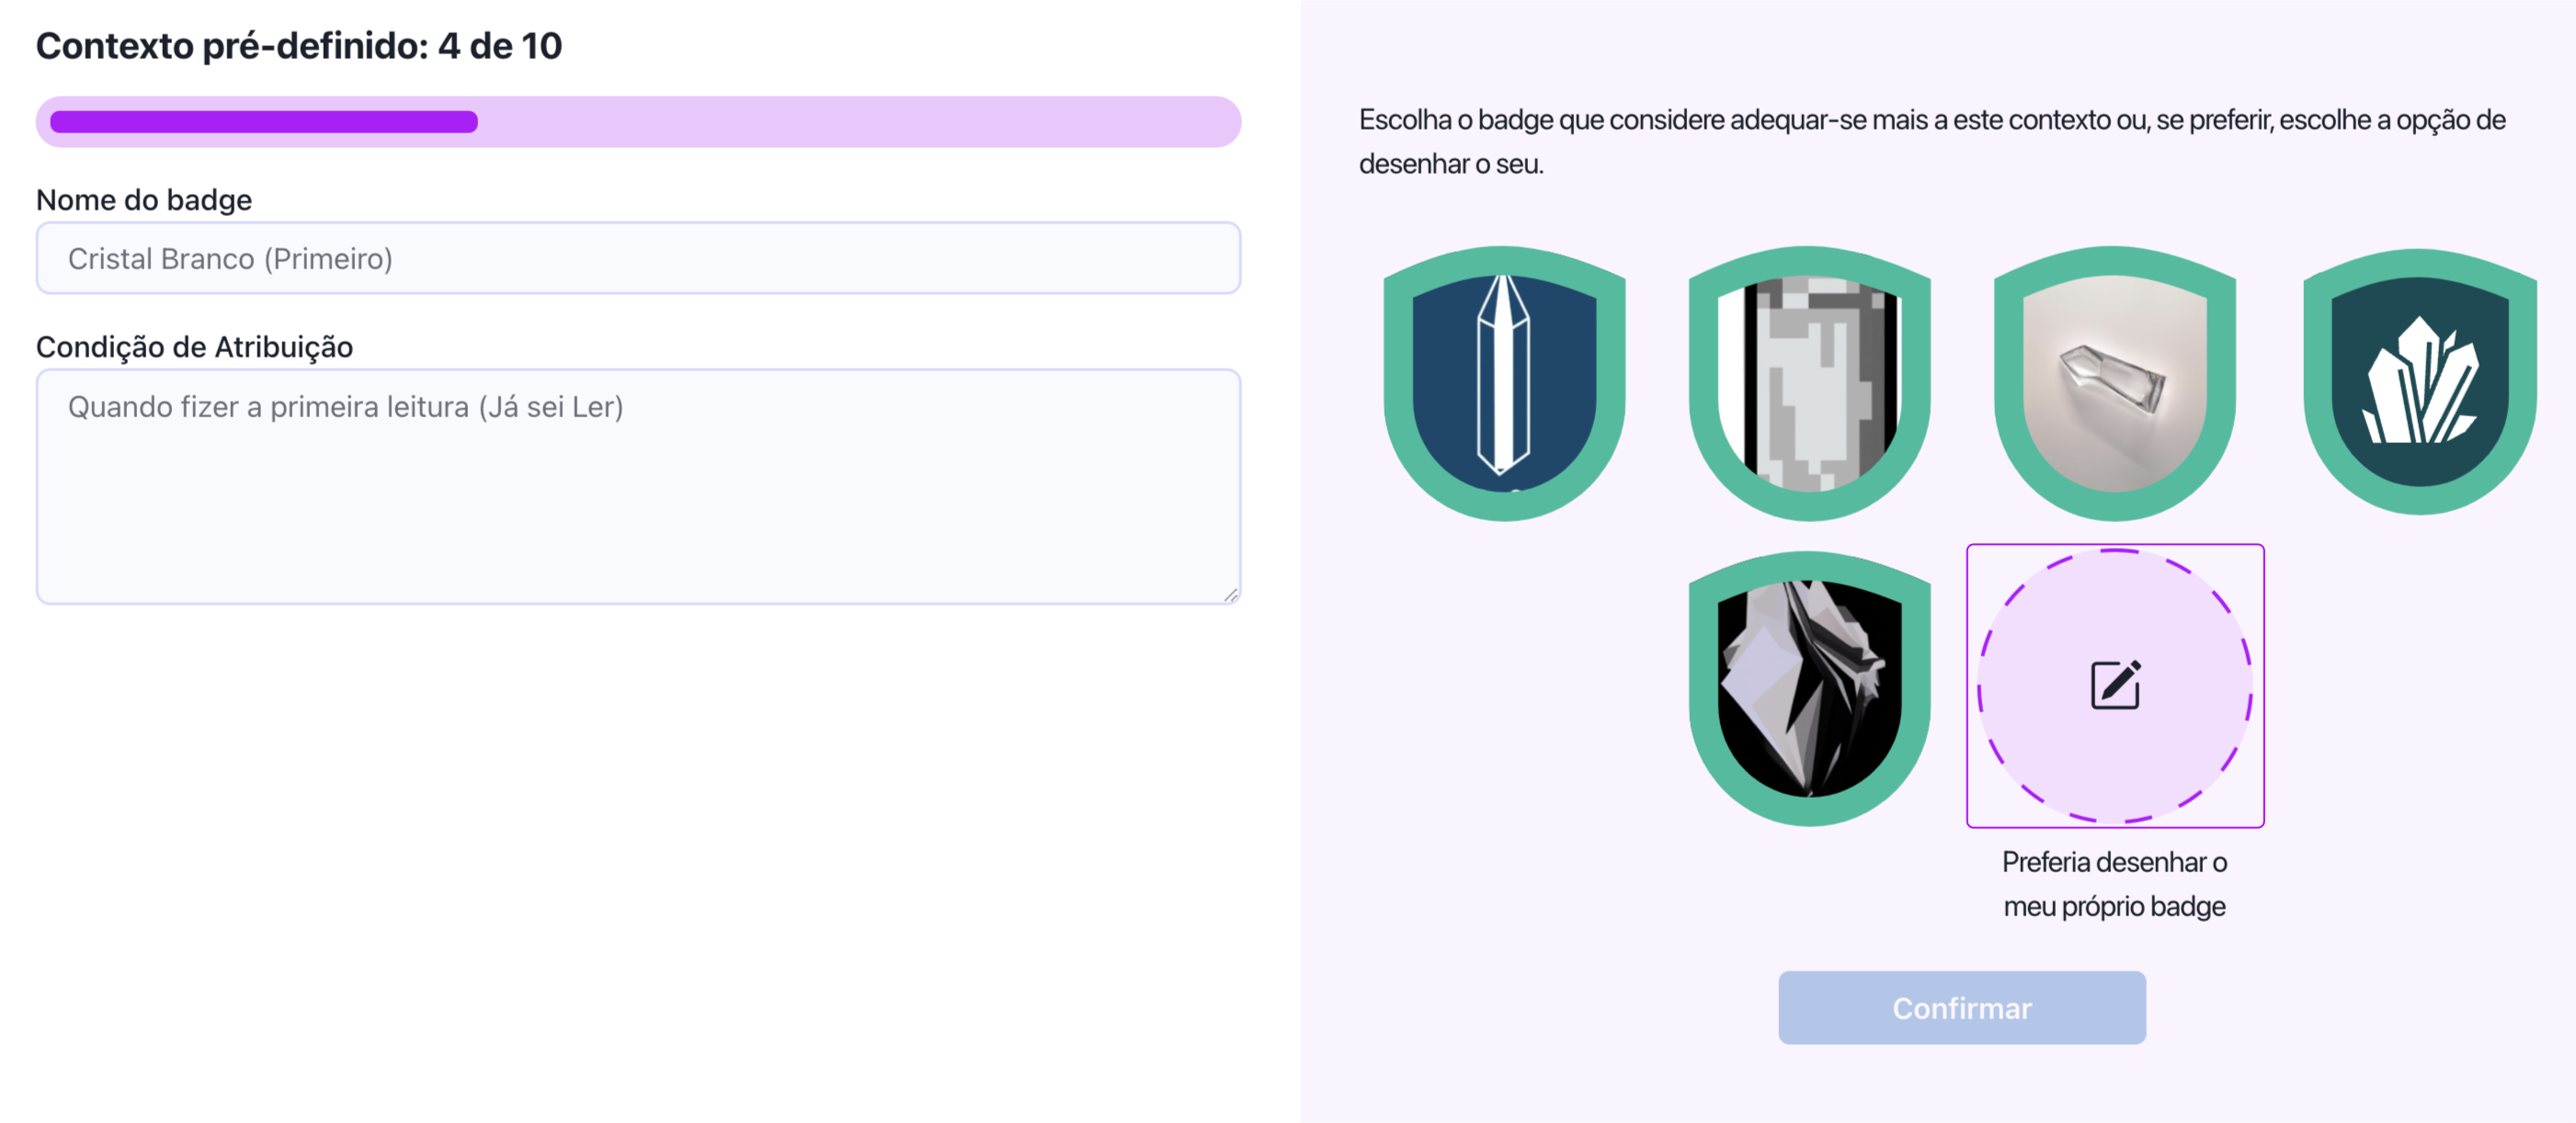 Contexto pré-definido: 4 de 10
Nome do badge
Cristal Branco (Primeiro)
Condição de Atribuição
Quando fizer a primeira leitura (Já sei Ler)
Escolha o badge que considere adequar-se mais a este contexto ou, se preferir, escolhe a opção de
desenhar o seu.
Preferia desenhar o
meu próprio badge
Confirmar